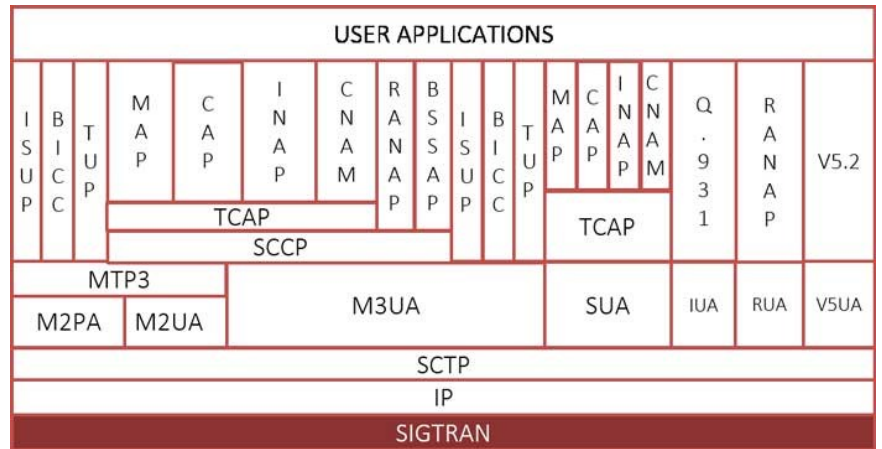 USER APPLICATIONS
ISUP
BICC
TUP
MAP
CAP
INAP
CNAM
RANAP
BSSAP
ISUP
BICC
TUP
MAP
CAP
INAP
CNAM
Q.931
RANAP
V5.2
TCAP
TCAP
SCCP
MTP3
M2PA
M2UA
M3UA
SUA
IUA
RUA
V5UA
SCTP
IP
SIGTRAN